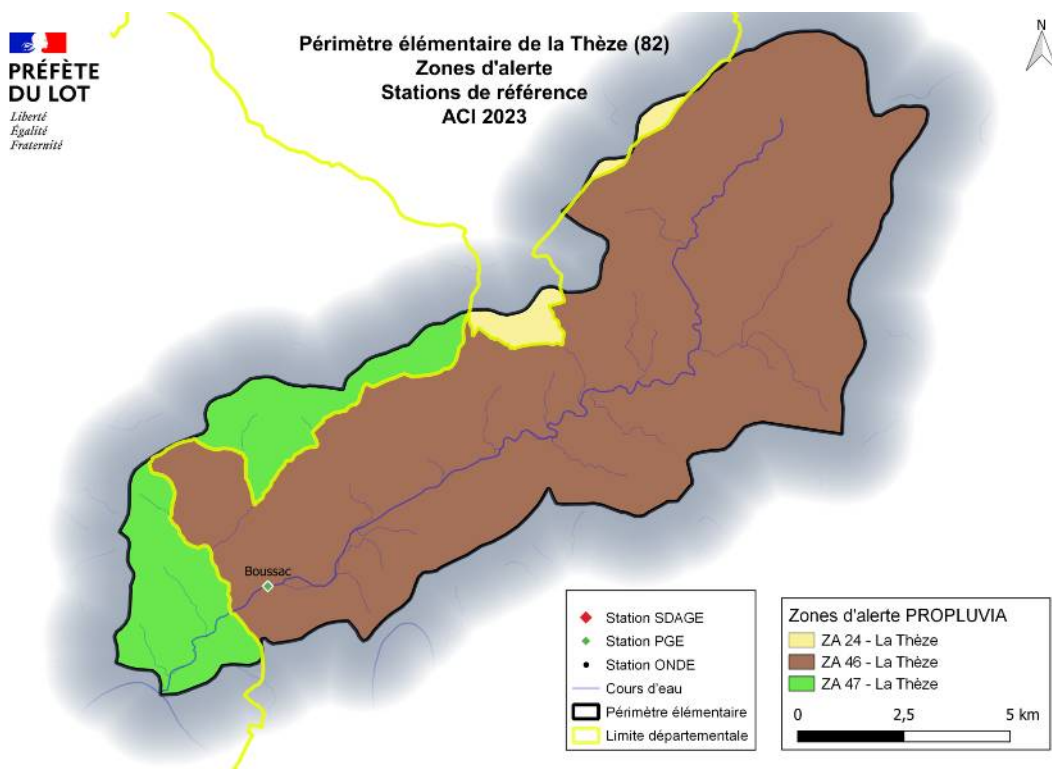 PRÉFÈTE
DU LOT
Liberté
Égalité
Fraternité
Périmètre élémentaire de la Thèze (82)
Zones d'alerte
Stations de référence
ACI 2023
N
Boussac
Station SDAGE
Station PGE
Station ONDE
Cours d'eau
Périmètre élémentaire
Limite départementale
Zones d'alerte PROPLUVIA
ZA 24 - La Thèze
ZA 46 - La Thèze
ZA 47 - La Thèze
0 2,5 5 km